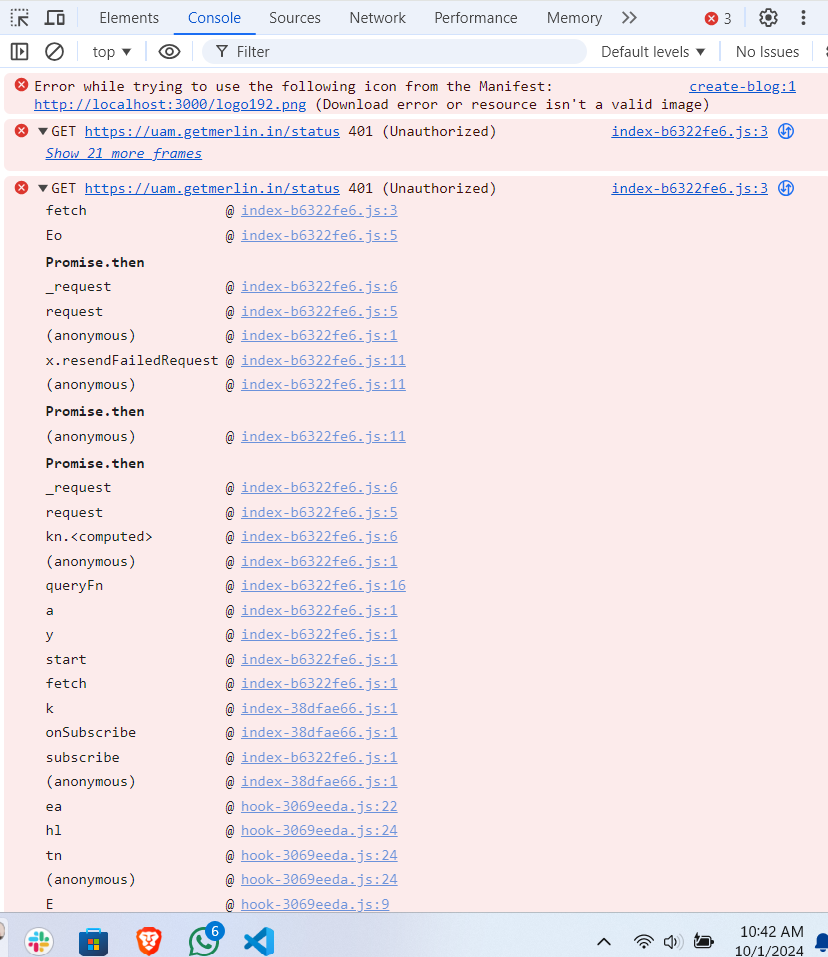 Elements Console Sources Network Performance Memory 3
top Filter Default levels No Issues
Error while trying to use the following icon from the Manifest: create-blog:1
http://localhost:3000/logo192.png (Download error or resource isn't a valid image)
GET https://uam.getmerlin.in/status 401 (Unauthorized) index-b6322fe6.js:3
Show 21 more frames
GET https://uam.getmerlin.in/status 401 (Unauthorized) index-b6322fe6.js:3
fetch @ index-b6322fe6.js:3
Eo @ index-b6322fe6.js:5
Promise.then
_request @ index-b6322fe6.js:6
request @ index-b6322fe6.js:5
(anonymous) @ index-b6322fe6.js:1
x.resendFailedRequest @ index-b6322fe6.js:11
(anonymous) @ index-b6322fe6.js:11
Promise.then
(anonymous) @ index-b6322fe6.js:11
Promise.then
_request @ index-b6322fe6.js:6
request @ index-b6322fe6.js:5
kn.<computed> @ index-b6322fe6.js:6
(anonymous) @ index-b6322fe6.js:1
queryFn @ index-b6322fe6.js:16
a @ index-b6322fe6.js:1
y @ index-b6322fe6.js:1
start @ index-b6322fe6.js:1
fetch @ index-b6322fe6.js:1
k @ index-38dfae66.js:1
onSubscribe @ index-38dfae66.js:1
subscribe @ index-b6322fe6.js:1
(anonymous) @ index-38dfae66.js:1
ea @ hook-3069eeda.js:22
hl @ hook-3069eeda.js:24
tn @ hook-3069eeda.js:24
(anonymous) @ hook-3069eeda.js:24
E @ hook-3069eeda.js:9
6
10:42 AM
10/1/2024